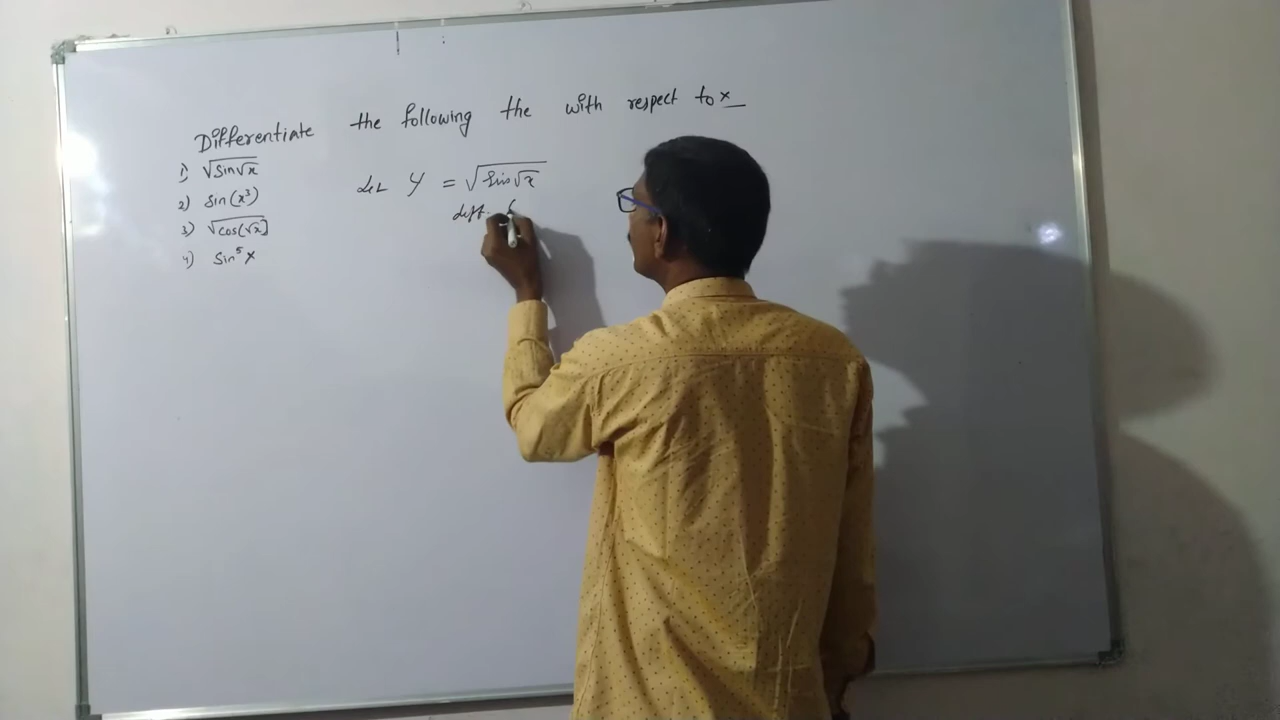 Differentiate the following the with respect to x
1) √sin√x
2) sin(x³)
3) √cos(√x)
4) sin⁵x
Let y = √sin√x
diff.